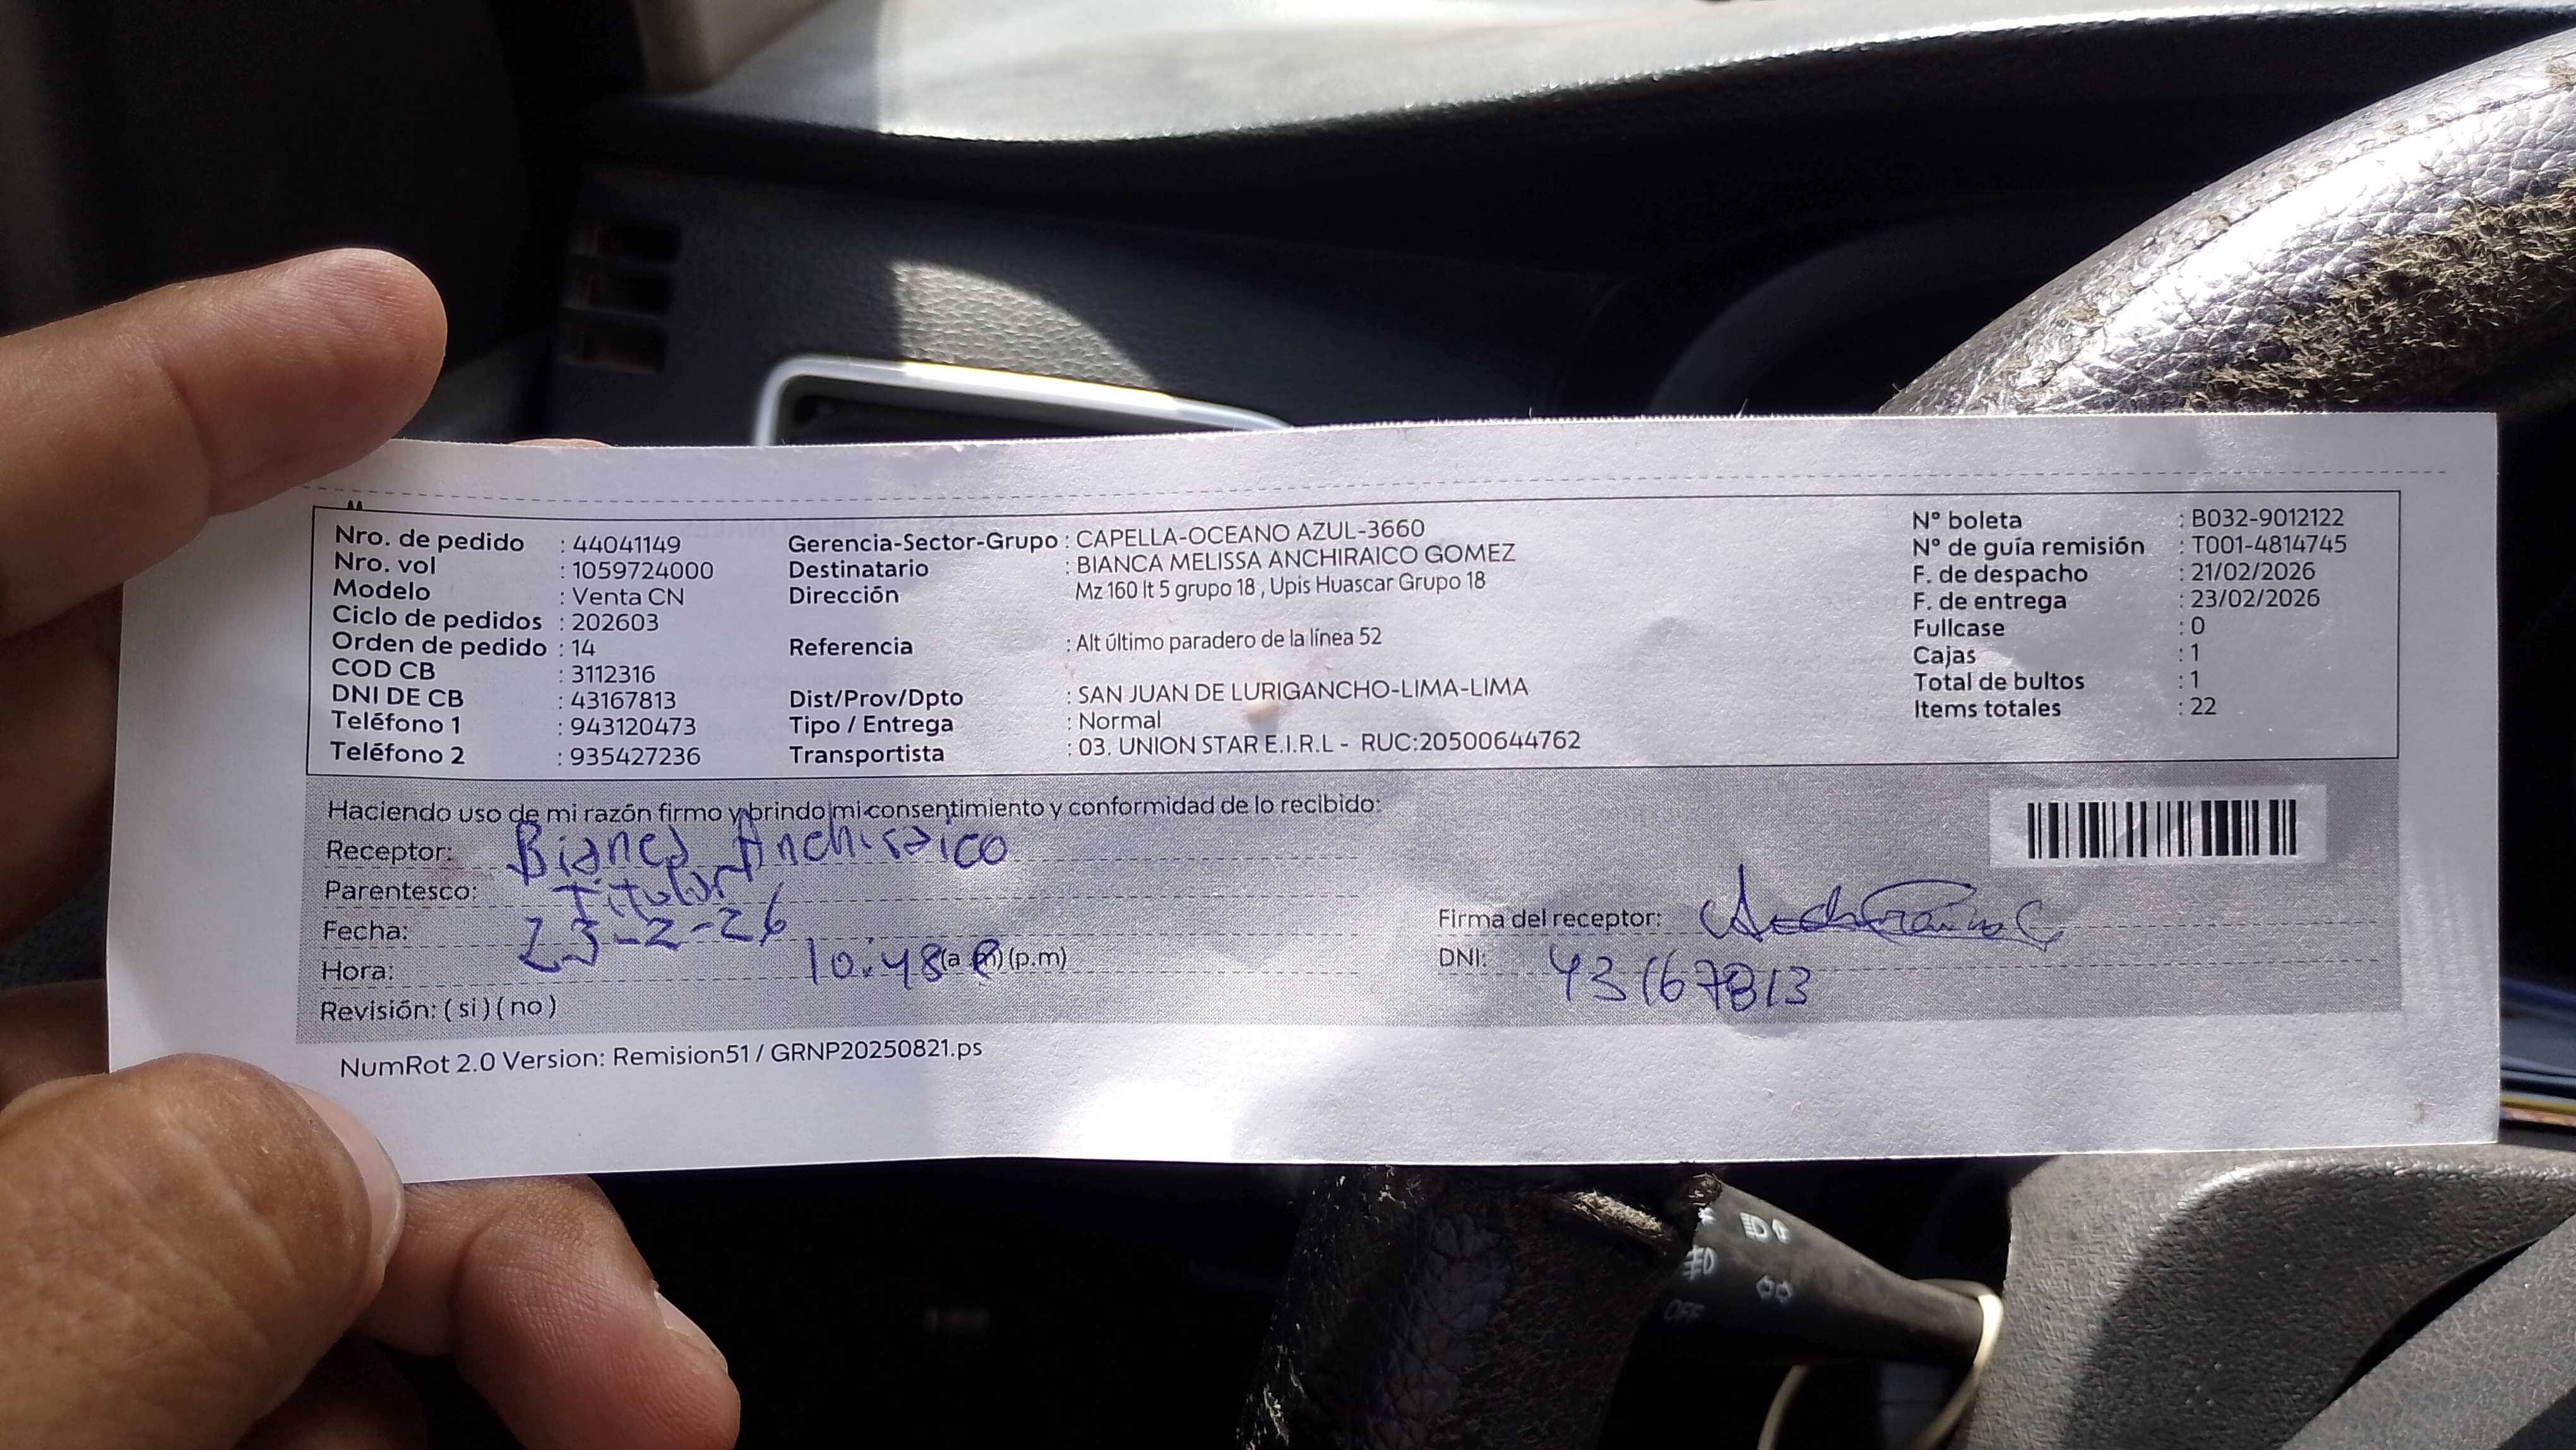 Nro. de pedido : 44041149
Nro. vol : 1059724000
Modelo : Venta CN
Ciclo de pedidos : 202603
Orden de pedido : 14
COD CB : 3112316
DNI DE CB : 43167813
Teléfono 1 : 943120473
Teléfono 2 : 935427236
Gerencia-Sector-Grupo : CAPELLA-OCEANO AZUL-3660
Destinatario : BIANCA MELISSA ANCHIRAICO GOMEZ
Dirección Mz 160 lt 5 grupo 18 , Upis Huascar Grupo 18
Referencia : Alt último paradero de la línea 52
Dist/Prov/Dpto : SAN JUAN DE LURIGANCHO-LIMA-LIMA
Tipo / Entrega : Normal
Transportista : 03. UNION STAR E.I.R.L - RUC:20500644762
N° boleta : B032-9012122
N° de guía remisión : T001-4814745
F. de despacho : 21/02/2026
F. de entrega : 23/02/2026
Fullcase : 0
Cajas : 1
Total de bultos : 1
Items totales : 22
Haciendo uso de mi razón firmo y brindo mi consentimiento y conformidad de lo recibido:
Receptor: Bianca Anchiraico
Parentesco: Titular
Fecha: 23-2-26
Hora: 10:48 (a.m) (p.m)
Revisión: ( si ) ( no )
Firma del receptor:
DNI: 43167813
NumRot 2.0 Version: Remision51 / GRNP20250821.ps
OFF